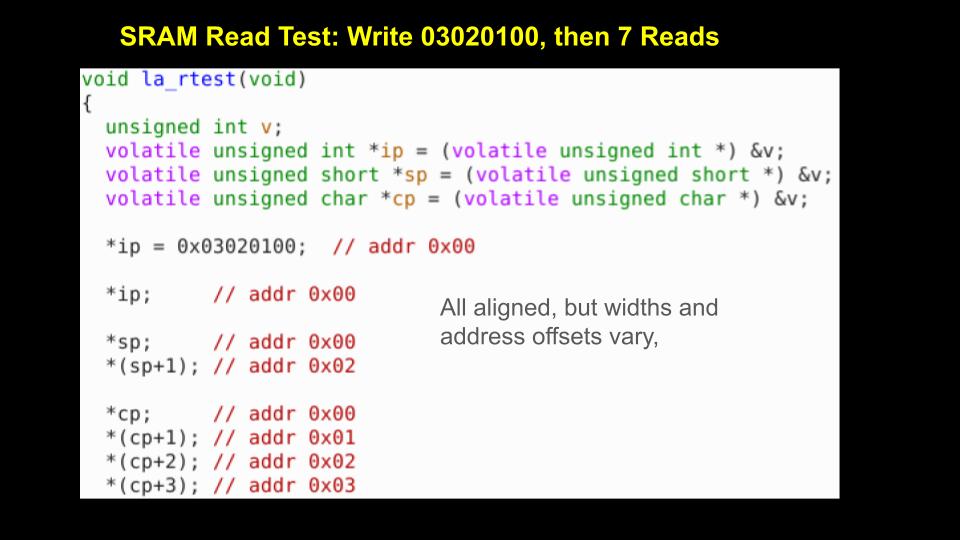 SRAM Read Test: Write 03020100, then 7 Reads
void la_rtest(void)
{
  unsigned int v;
  volatile unsigned int *ip = (volatile unsigned int *) &v;
  volatile unsigned short *sp = (volatile unsigned short *) &v;
  volatile unsigned char *cp = (volatile unsigned char *) &v;
  *ip = 0x03020100;  // addr 0x00
  *ip;     // addr 0x00
All aligned, but widths and
address offsets vary,
  *sp;     // addr 0x00
  *(sp+1); // addr 0x02
  *cp;     // addr 0x00
  *(cp+1); // addr 0x01
  *(cp+2); // addr 0x02
  *(cp+3); // addr 0x03